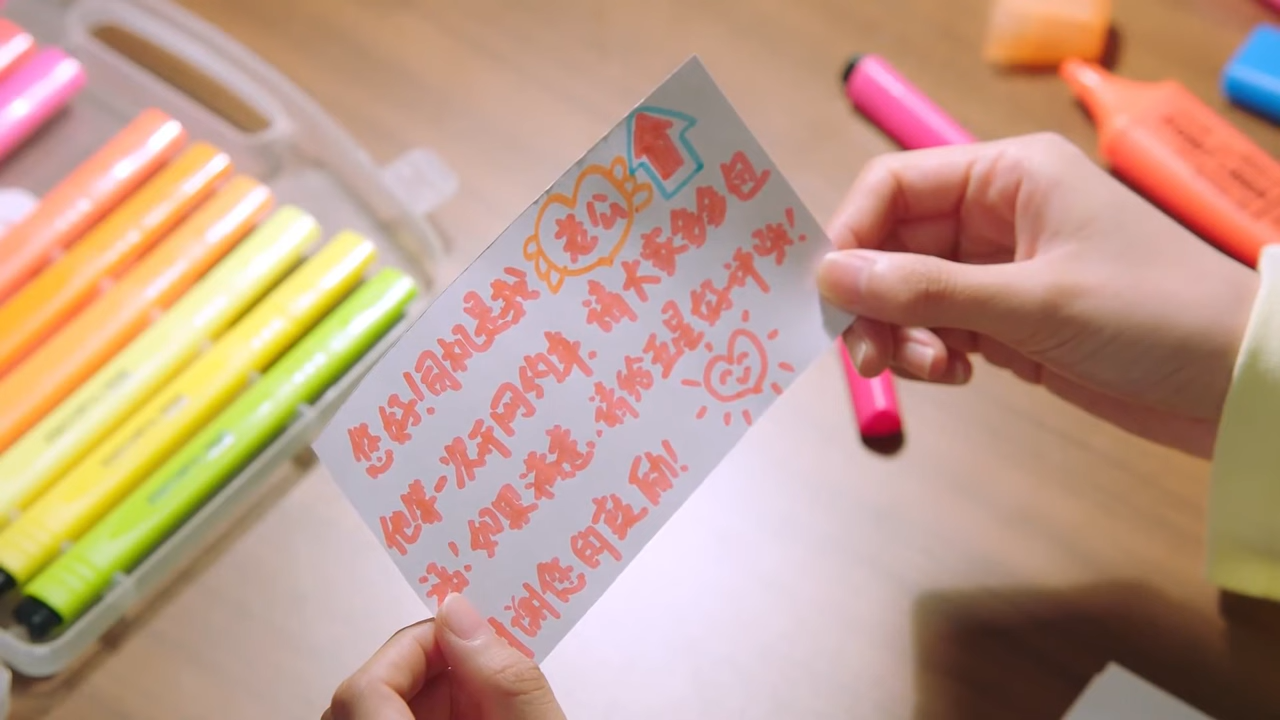 您好！司机是我老公
他第一次开网约车。请大家多多包
涵，如果满意，请给五星好评哦！
谢谢您的鼓励！